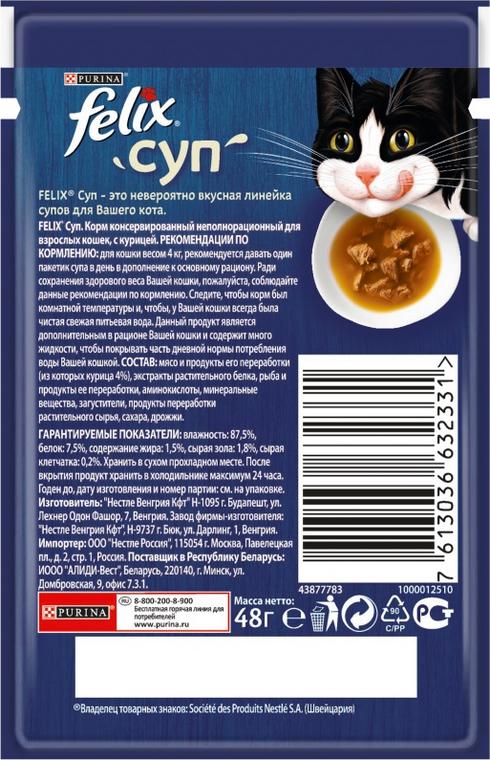 PURINA
felix®
суп
FELIX® Суп – это невероятно вкусная линейка
супов для Вашего кота.
FELIX® Суп. Корм консервированный неполнорационный для
взрослых кошек, с курицей. РЕКОМЕНДАЦИИ ПО
КОРМЛЕНИЮ: для кошки весом 4 кг, рекомендуется давать один
пакетик супа в день в дополнение к основному рациону. Ради
сохранения здорового веса Вашей кошки, пожалуйста, соблюдайте
данные рекомендации по кормлению. Следите, чтобы корм был
комнатной температуры и, чтобы, у Вашей кошки всегда была
чистая свежая питьевая вода. Данный продукт является
дополнительным в рационе Вашей кошки и содержит много
жидкости, чтобы покрывать часть дневной нормы потребления
воды Вашей кошкой. СОСТАВ: мясо и продукты его переработки
(из которых курица 4%), экстракты растительного белка, рыба и
продукты ее переработки, аминокислоты, минеральные
вещества, загустители, продукты переработки
растительного сырья, сахара, дрожжи.
ГАРАНТИРУЕМЫЕ ПОКАЗАТЕЛИ: влажность: 87,5%,
белок: 7,5%, содержание жира: 1,5%, сырая зола: 1,8%, сырая
клетчатка: 0,2%. Хранить в сухом прохладном месте. После
вкрытия продукт хранить в холодильнике максимум 24 часа.
Годен до, дату изготовления и номер партии: см. на упаковке.
Изготовитель: "Нестле Венгрия Кфт" H-1095 г. Будапешт, ул.
Лехнер Одон Фашор, 7, Венгрия. Завод фирмы-изготовителя:
"Нестле Венгрия Кфт", H-9737 г. Бюк, ул. Дарлинг, 1, Венгрия.
Импортер: ООО "Нестле Россия", 115054 г. Москва, Павелецкая
пл., д. 2, стр. 1, Россия. Поставщик в Республику Беларусь:
ИООО "АЛИДИ-Вест", Беларусь, 220140, г. Минск, ул.
Домбровская, 9, офис 7.3.1.
7 613036 632331 >
43877783 1000012510
PURINA
RU 8-800-200-8-900
Бесплатная горячая линия для
потребителей
www.purina.ru
Масса нетто:
48г e
90
C/PP
®Владелец товарных знаков: Société des Produits Nestlé S.A. (Швейцария)